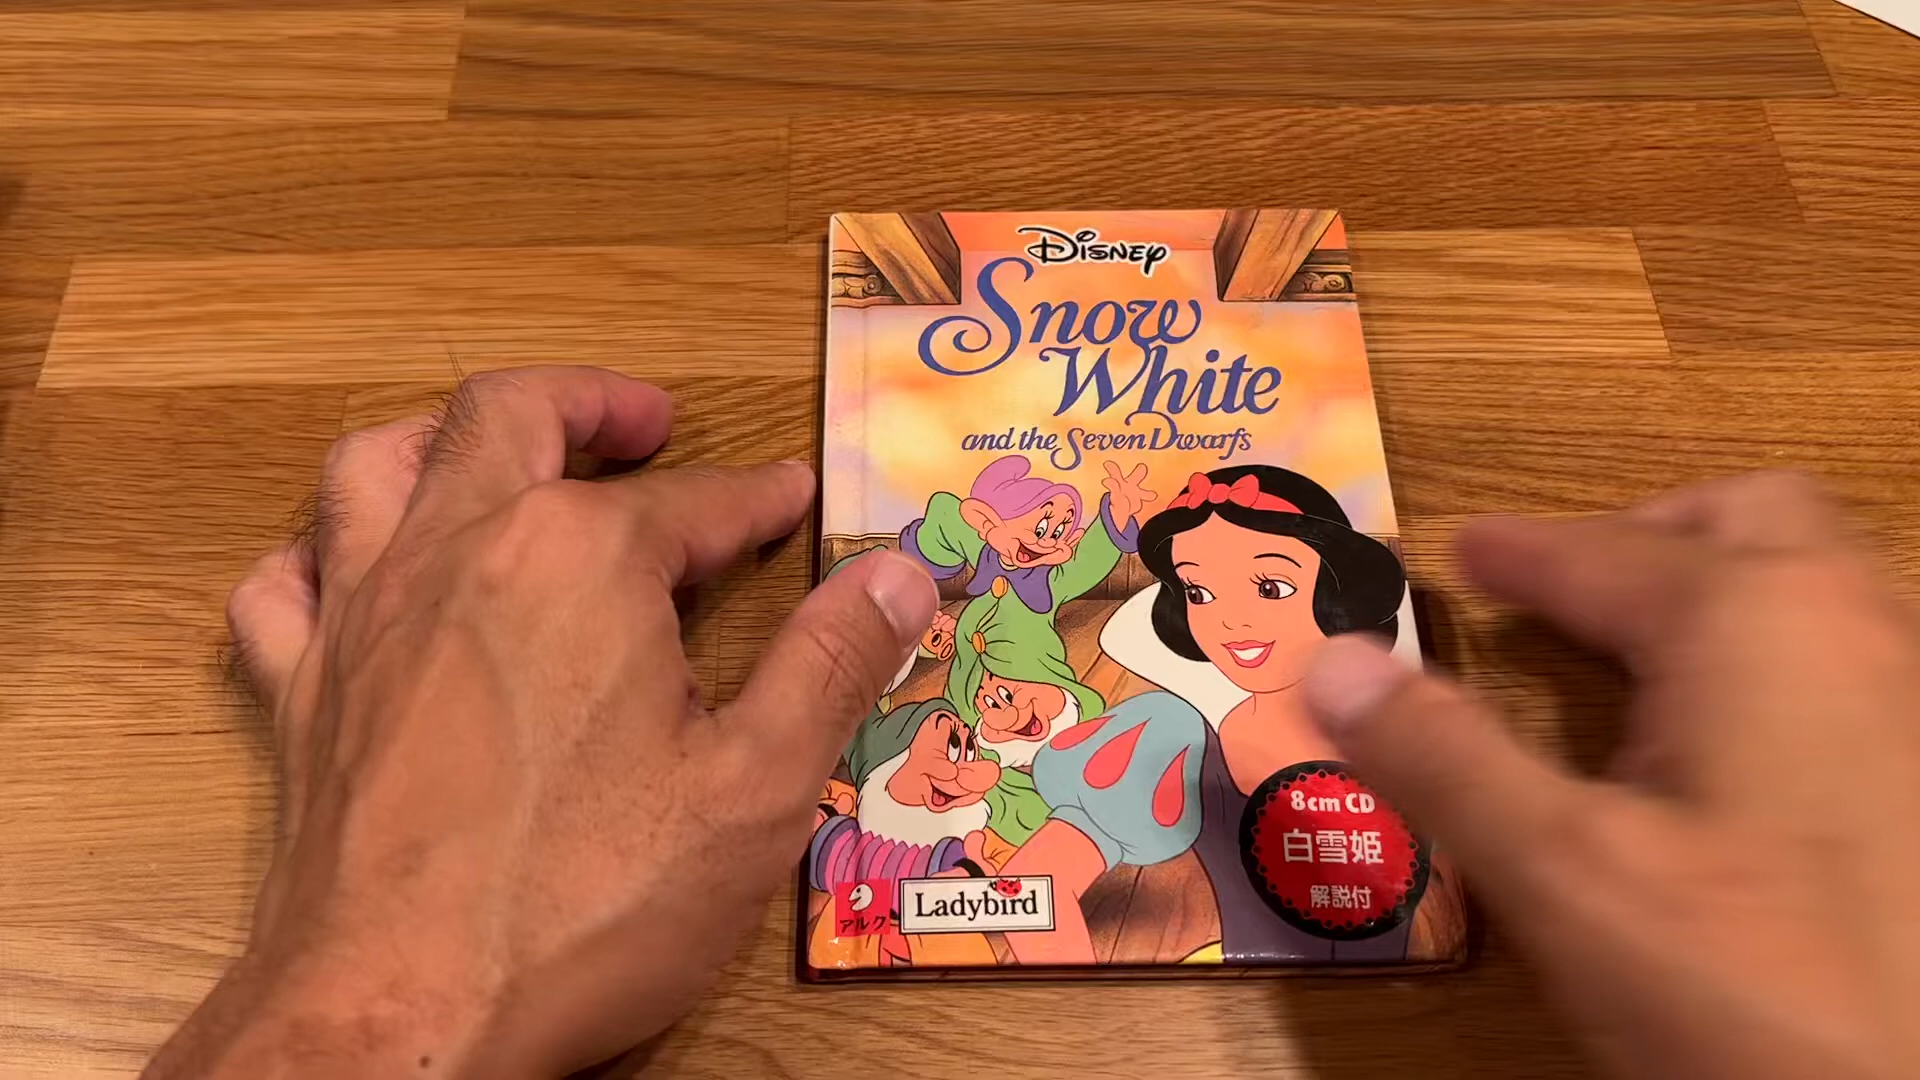 Disney
Snow
White
and the Seven Dwarfs
8cm CD
白雪姫
解説付
アルク
Ladybird